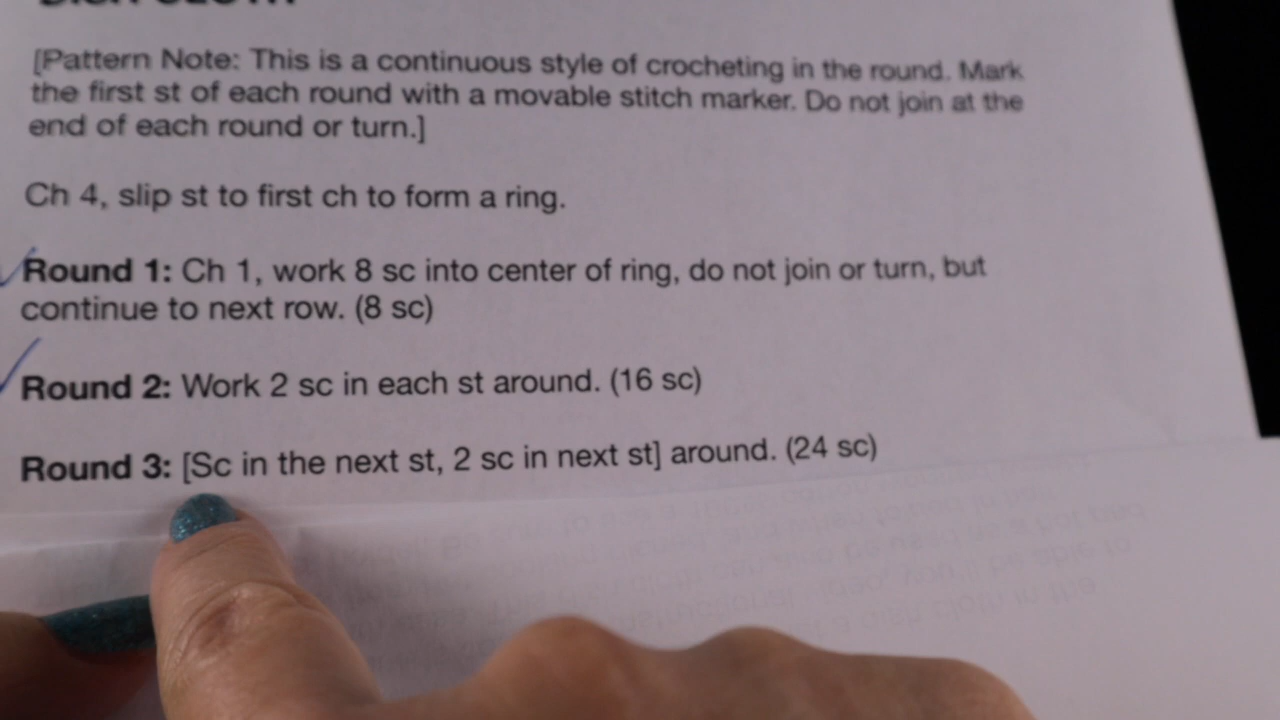 DISH CLOTH
[Pattern Note: This is a continuous style of crocheting in the round. Mark
the first st of each round with a movable stitch marker. Do not join at the
end of each round or turn.]
Ch 4, slip st to first ch to form a ring.
Round 1: Ch 1, work 8 sc into center of ring, do not join or turn, but
continue to next row. (8 sc)
Round 2: Work 2 sc in each st around. (16 sc)
Round 3: [Sc in the next st, 2 sc in next st] around. (24 sc)